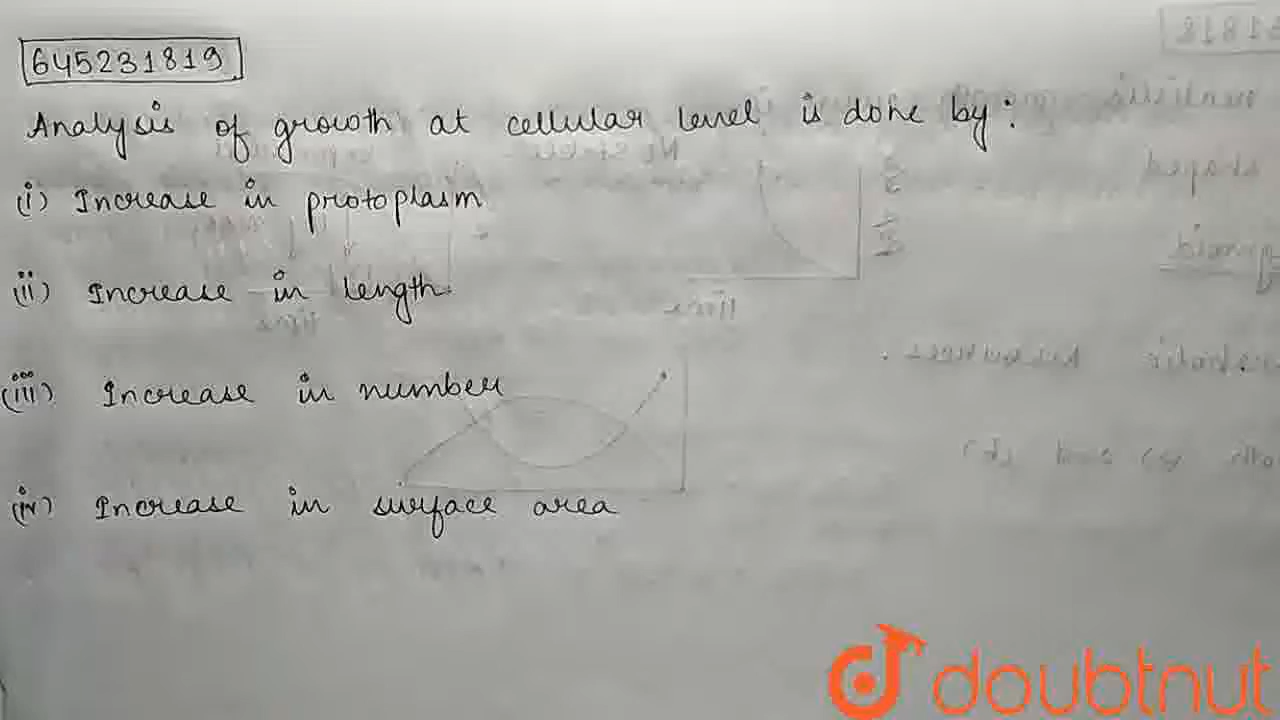 645231819
Analysis of growth at cellular level is done by:
(i) Increase in protoplasm
(ii) Increase in length.
(iii) Increase in number
(iv) Increase in surface area
doubtnut